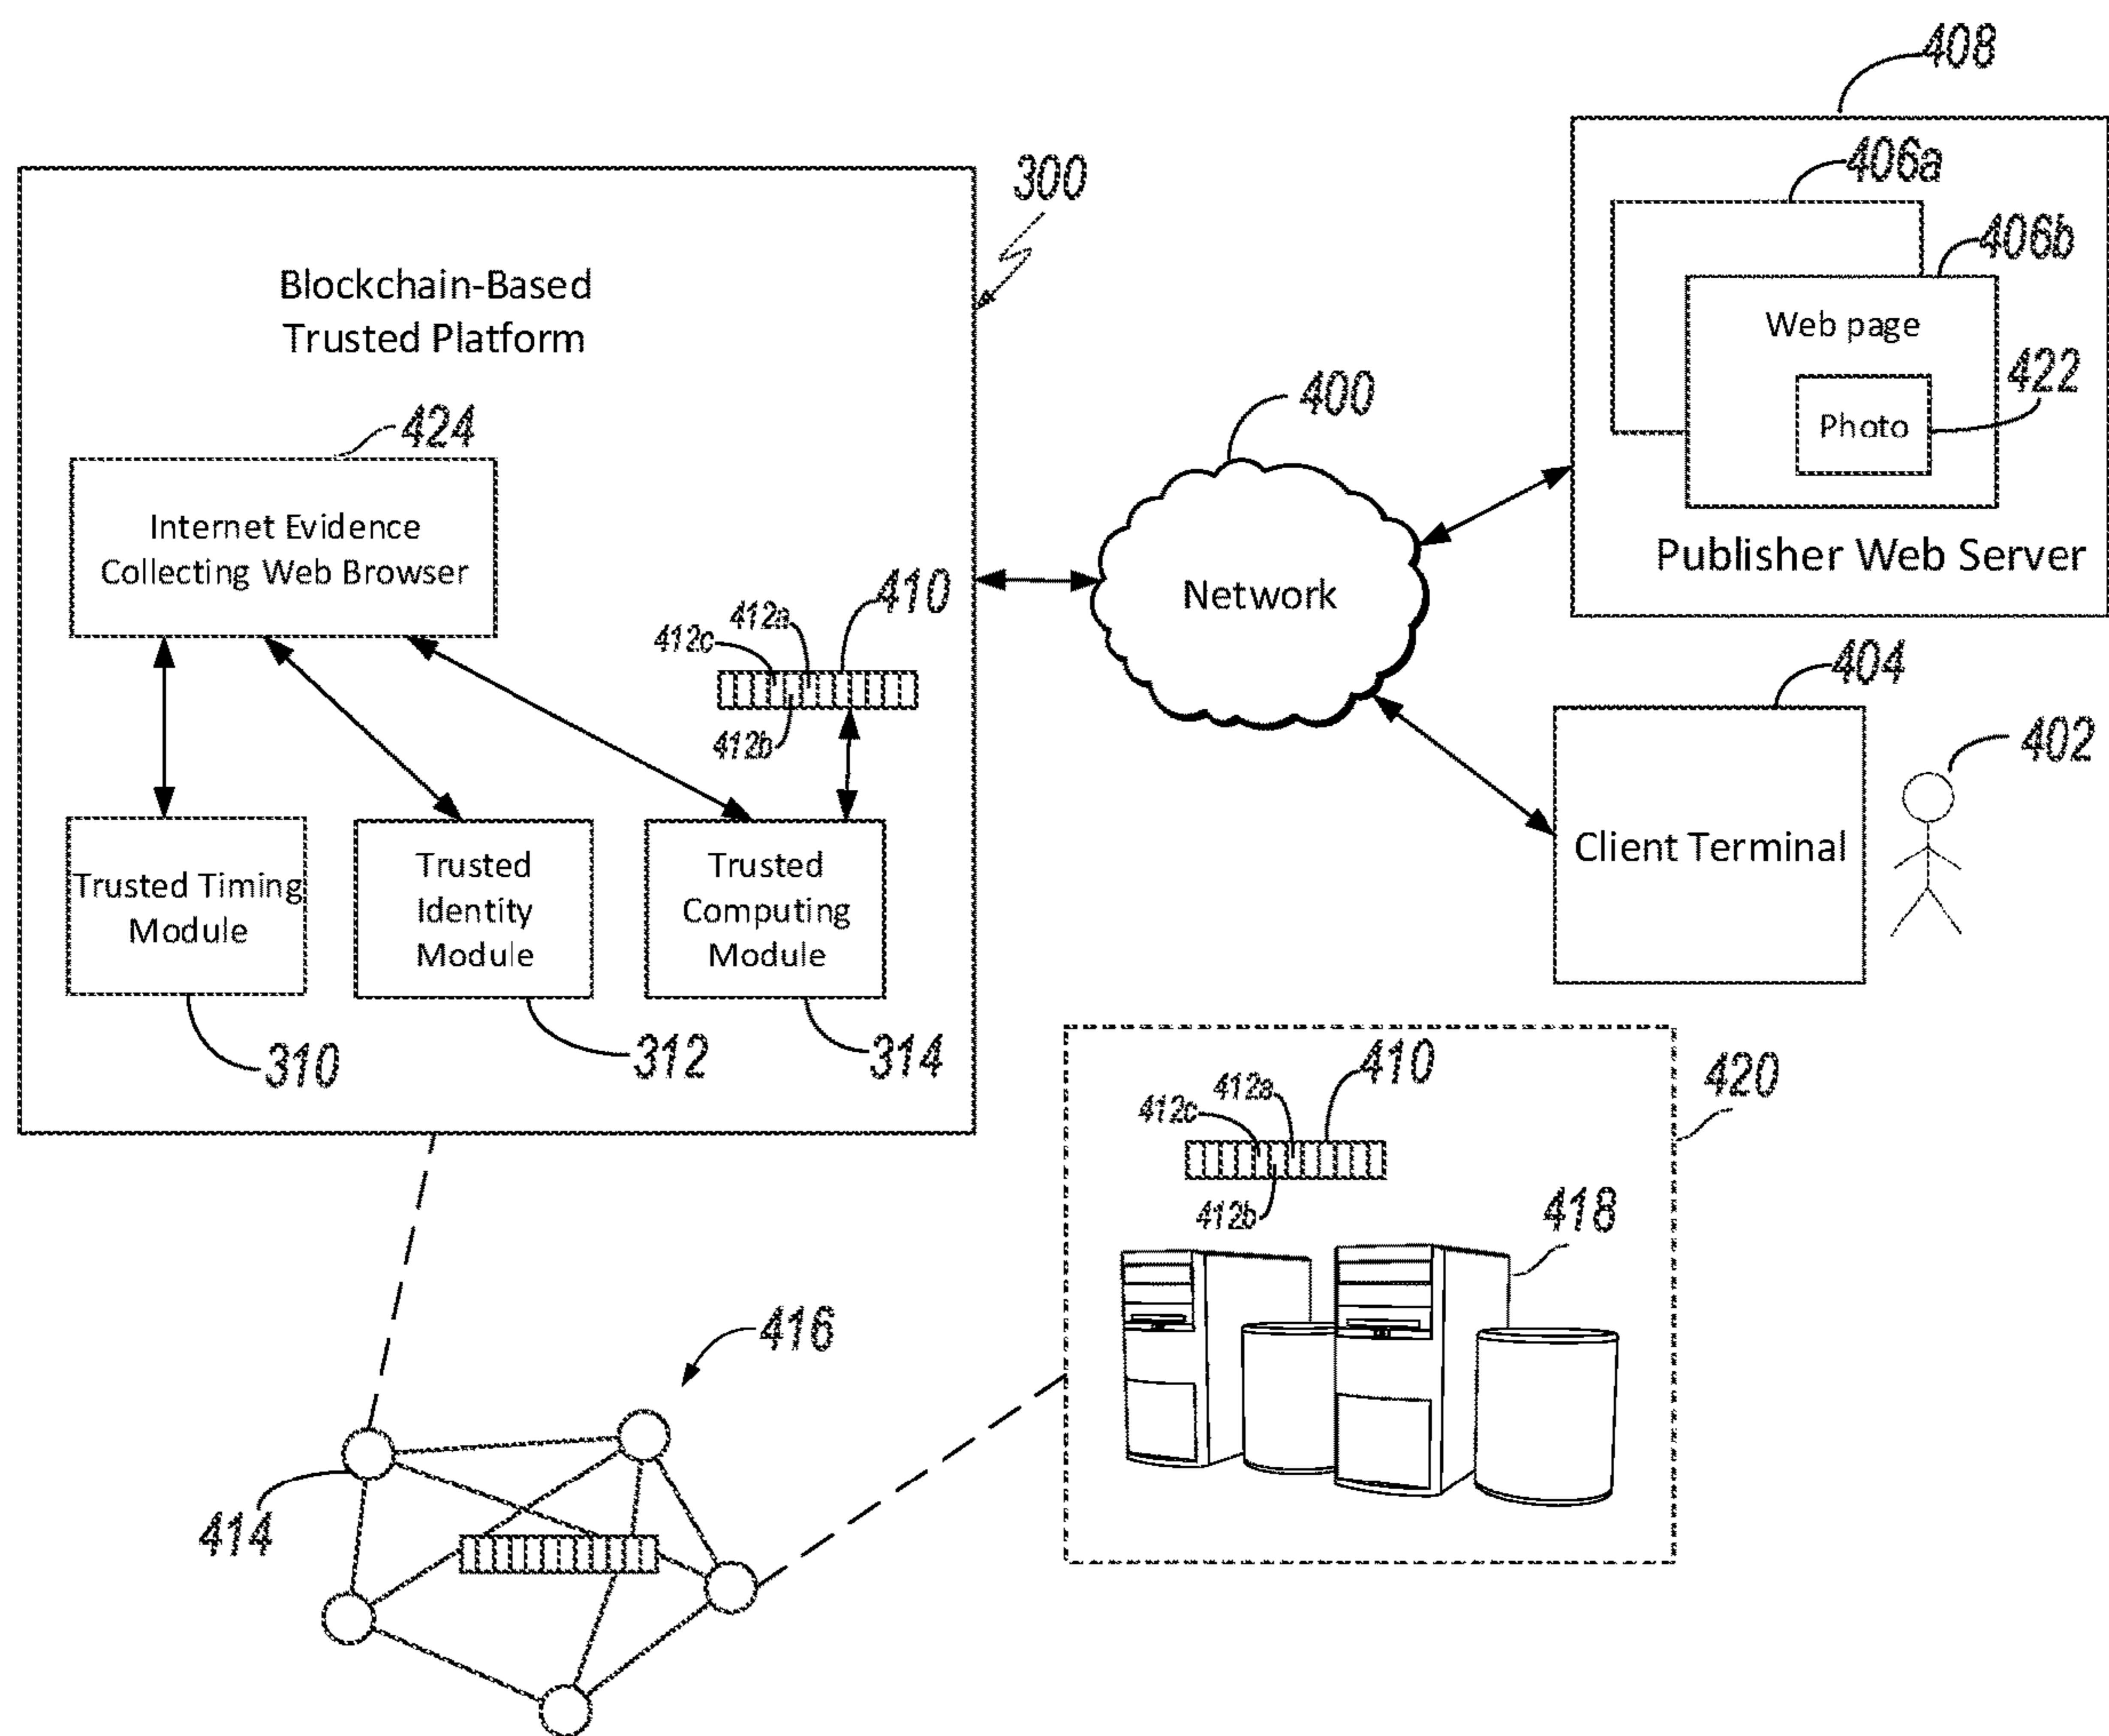 408
406a
406b
Web page
422
Photo
Publisher Web Server
300
Blockchain-Based
Trusted Platform
424
Internet Evidence
Collecting Web Browser
410
412a
412c
412b
400
Network
404
402
Client Terminal
Trusted Timing
Module
Trusted
Identity
Module
Trusted
Computing
Module
310
312
314
410
412a
412c
412b
420
418
416
414